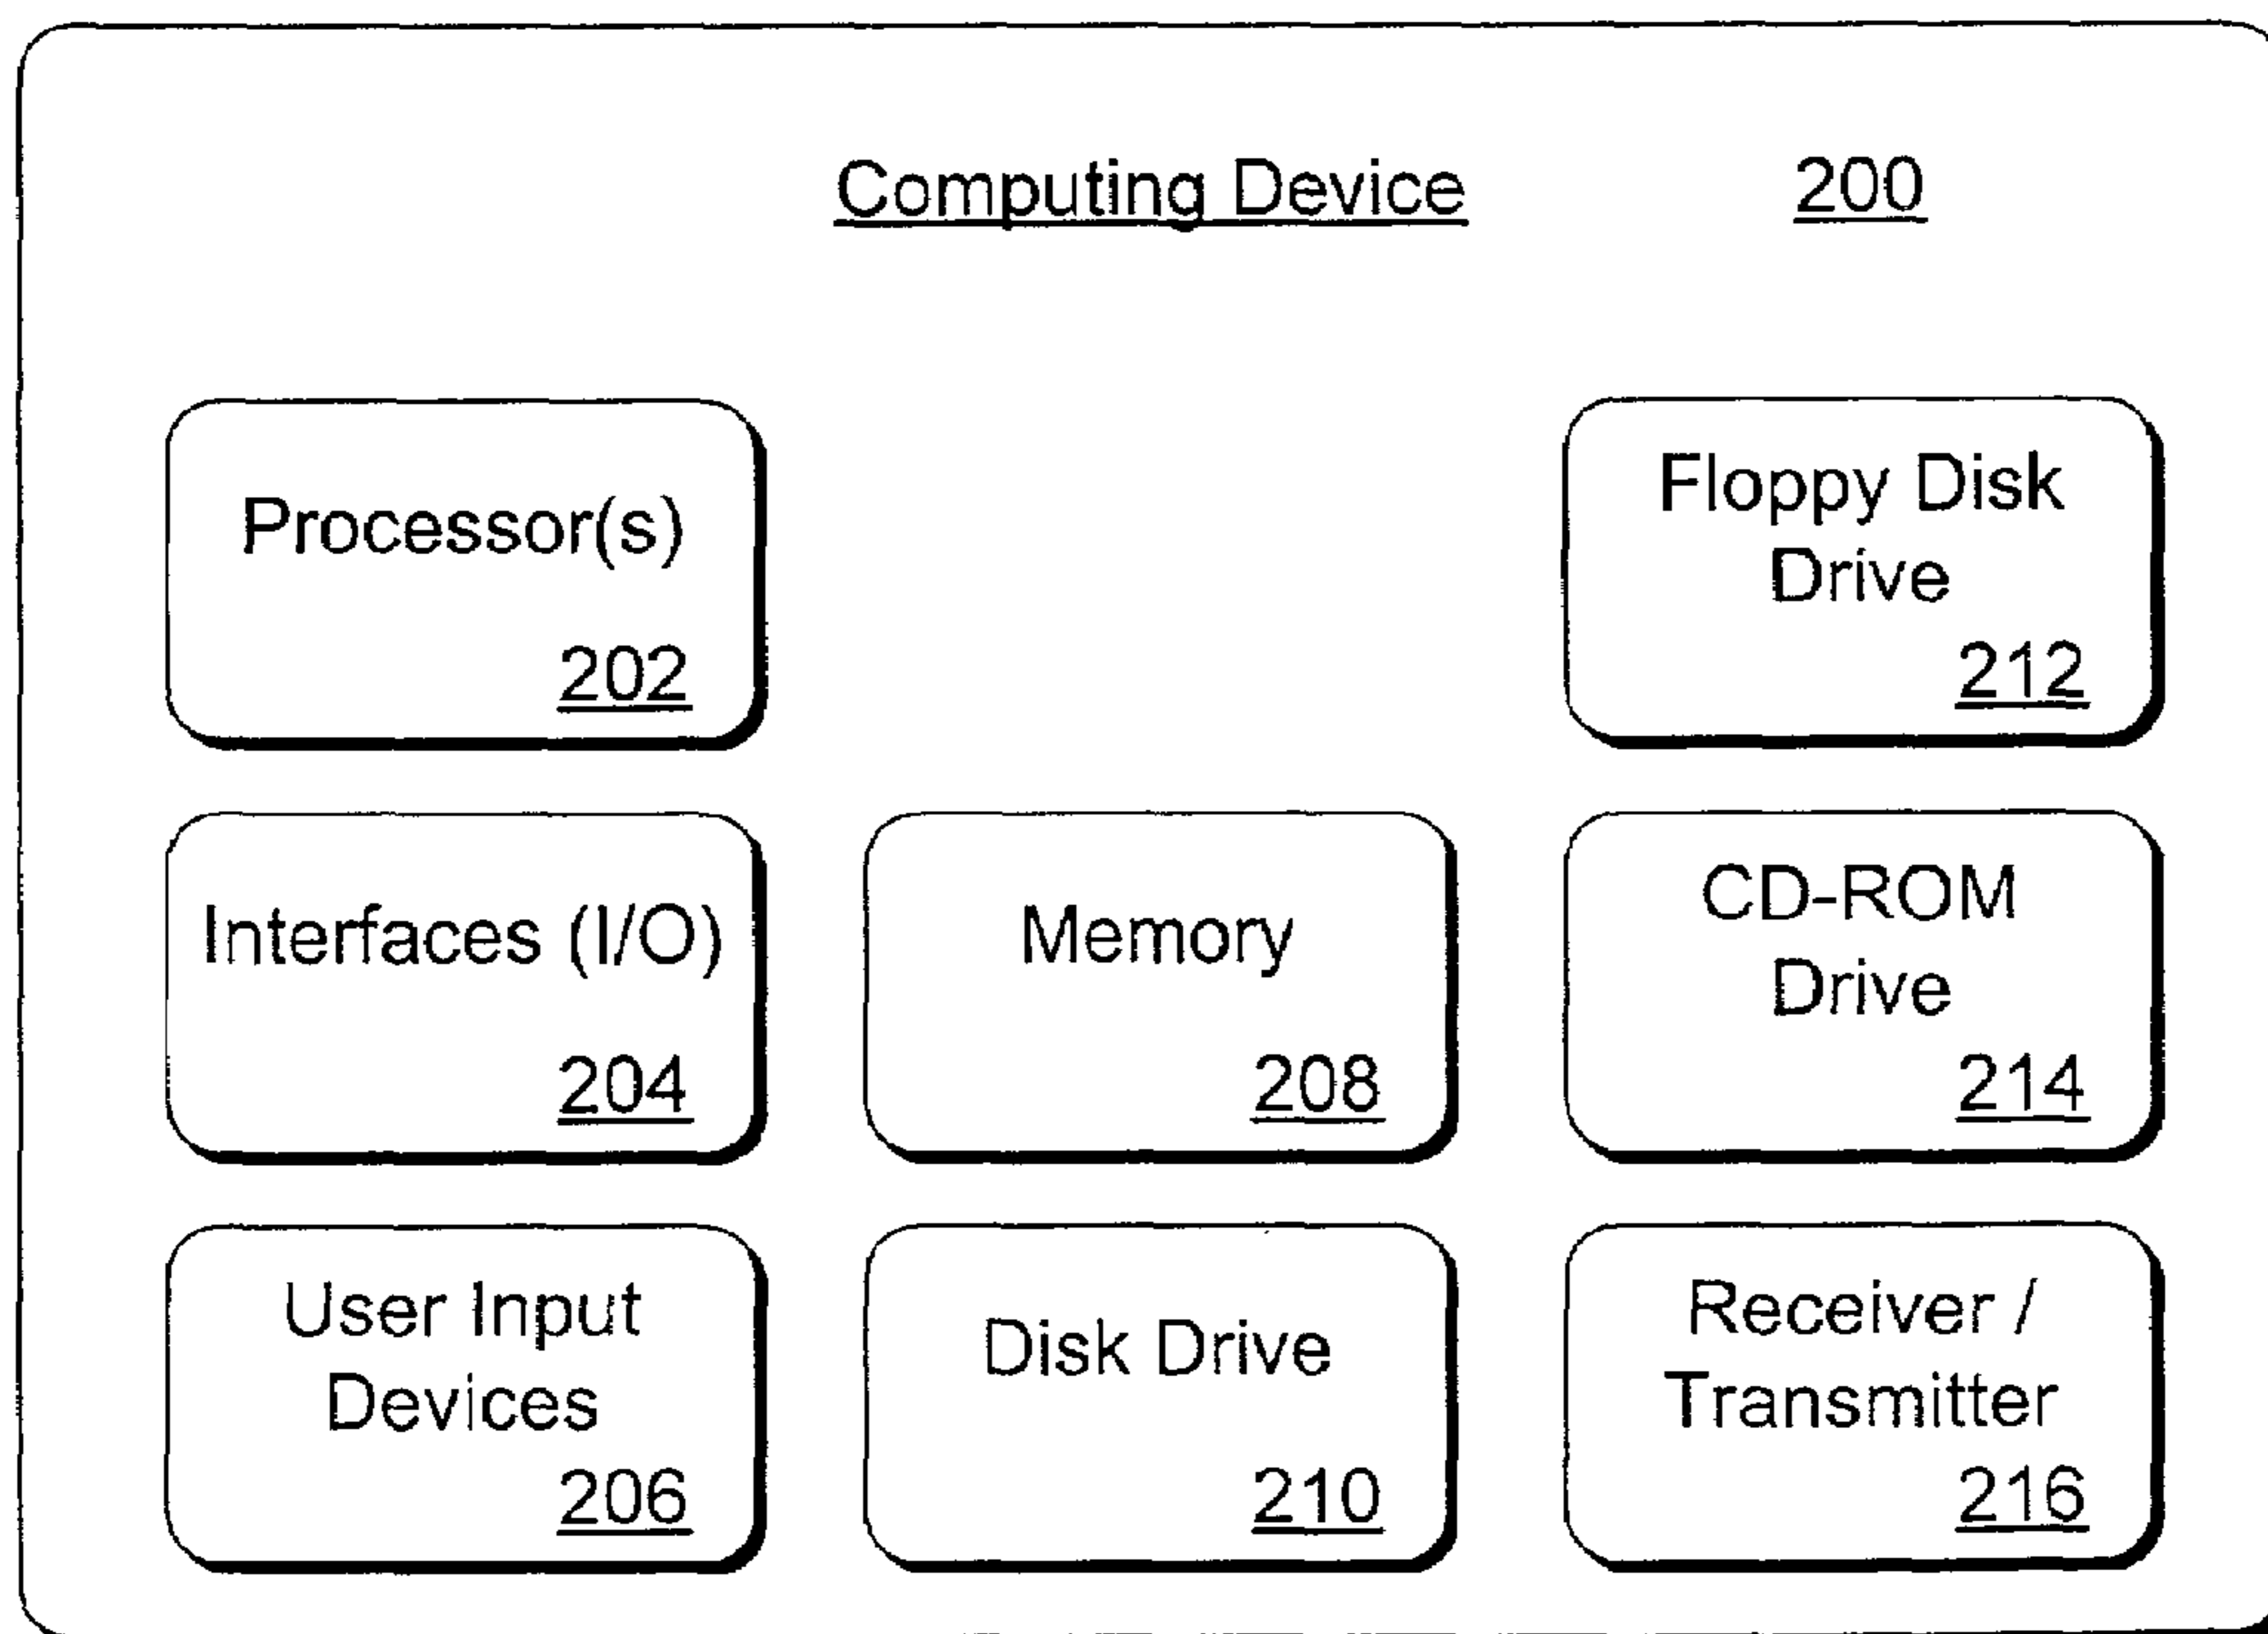 Computing Device 200
Processor(s)
202
Floppy Disk
Drive
212
Interfaces (I/O)
204
Memory
208
CD-ROM
Drive
214
User Input
Devices
206
Disk Drive
210
Receiver /
Transmitter
216